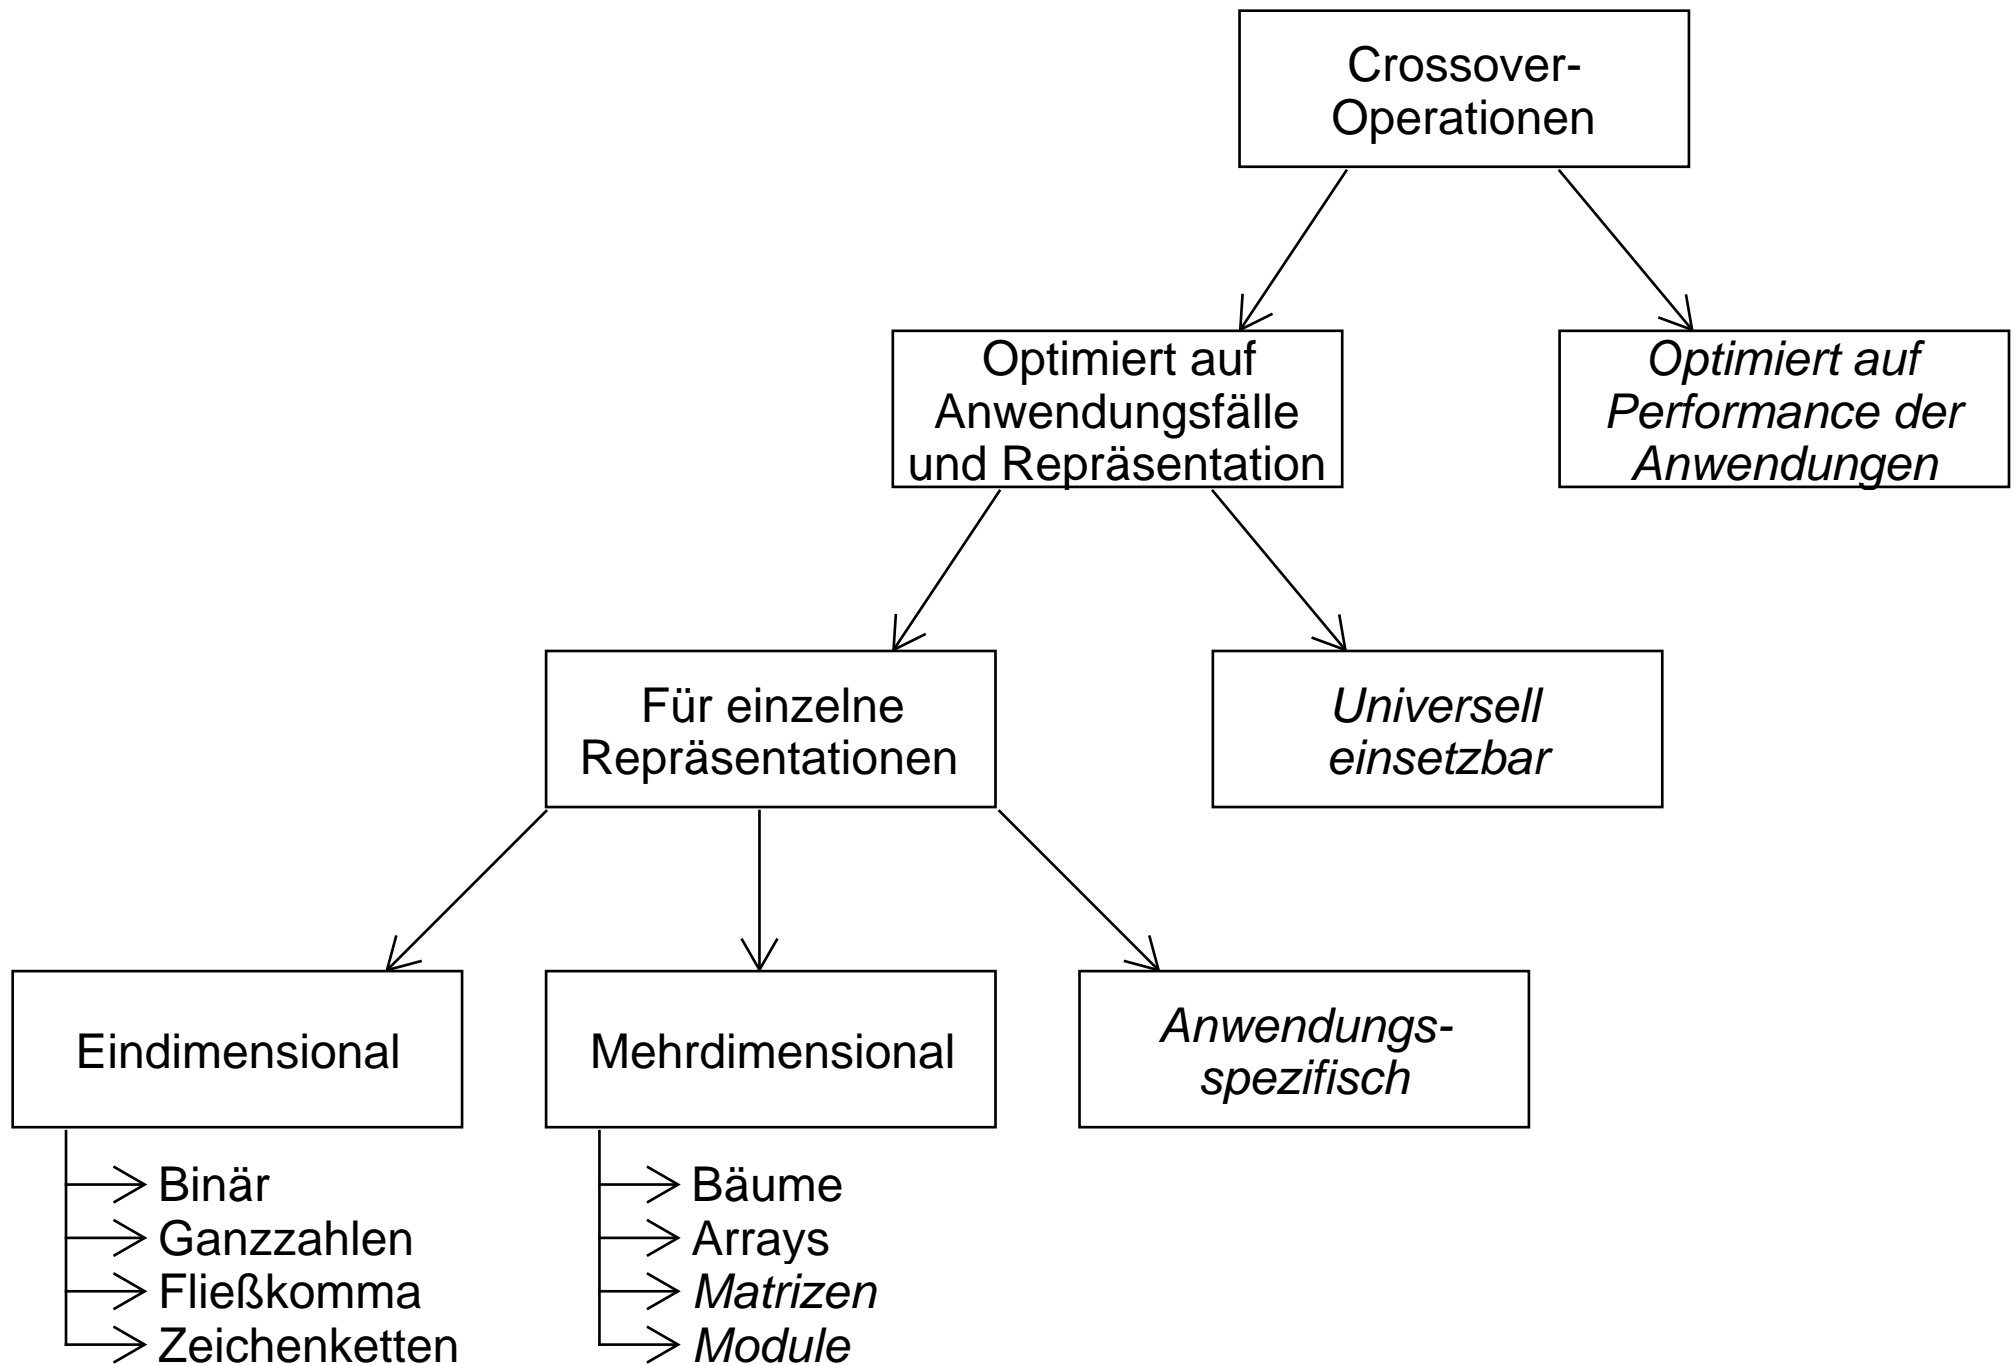 Crossover-
Operationen
Optimiert auf
Anwendungsfälle
und Repräsentation
Optimiert auf
Performance der
Anwendungen
Für einzelne
Repräsentationen
Universell
einsetzbar
Eindimensional
Mehrdimensional
Anwendungs-
spezifisch
Binär
Ganzzahlen
Fließkomma
Zeichenketten
Bäume
Arrays
Matrizen
Module